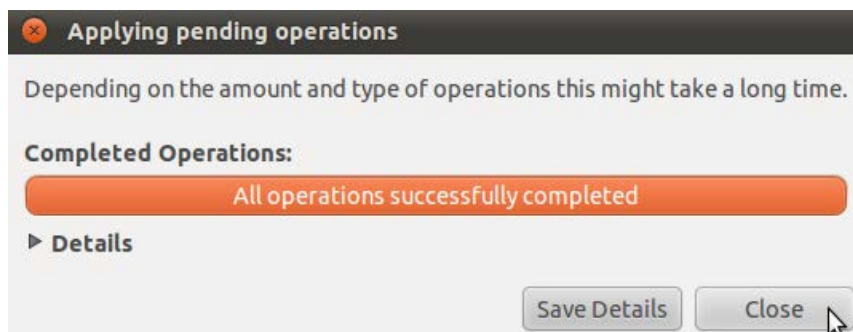 Applying pending operations
Depending on the amount and type of operations this might take a long time.
Completed Operations:
All operations successfully completed
Details
Save Details
Close